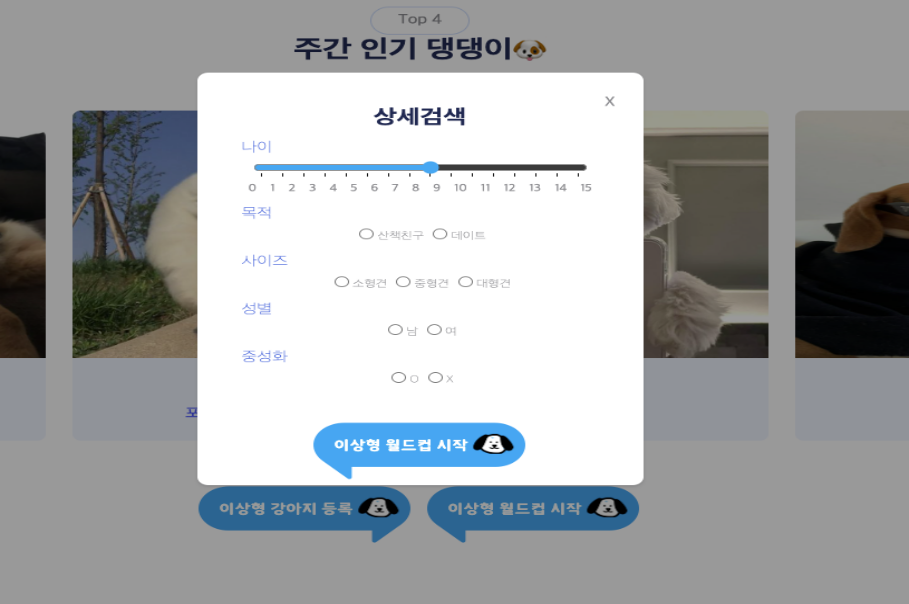 Top 4
주간 인기 댕댕이
x
상세검색
나이
0 1 2 3 4 5 6 7 8 9 10 11 12 13 14 15
목적
산책친구 데이트
사이즈
소형견 중형견 대형견
성별
남 여
중성화
O X
이상형 월드컵 시작
이상형 강아지 등록 이상형 월드컵 시작